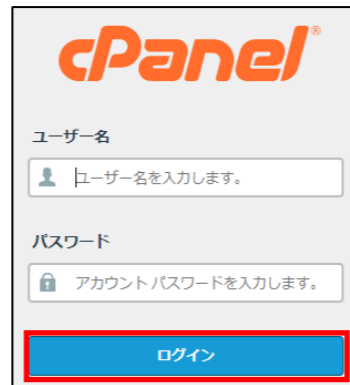 cPanel®
ユーザー名
ユーザー名を入力します。
パスワード
アカウント パスワードを入力します。
ログイン